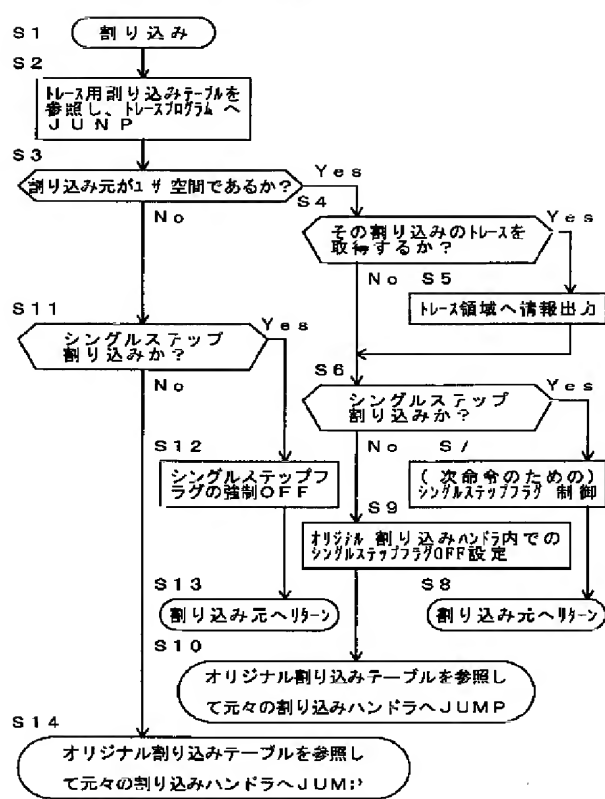 S1
割り込み
S2
トレース用割り込みテーブルを
参照し、トレースプログラムへ
JUNP
S3
割り込み元がユーザ空間であるか?
Yes
No
S4
その割り込みのトレースを
取得するか?
Yes
No
S5
トレース領域へ情報出力
S11
シングルステップ
割り込みか?
Yes
No
S6
シングルステップ
割り込みか?
Yes
No
S12
シングルステップフ
ラグの強制OFF
S7
(次命令のための)
シングルステップフラグ 制御
S9
オリジナル 割り込みハンドラ内での
シングルステップフラグOFF設定
S13
割り込み元へリターン
S8
割り込み元へリターン
S10
オリジナル割り込みテーブルを参照し
て元々の割り込みハンドラへJUMP
S14
オリジナル割り込みテーブルを参照し
て元々の割り込みハンドラへJUMP